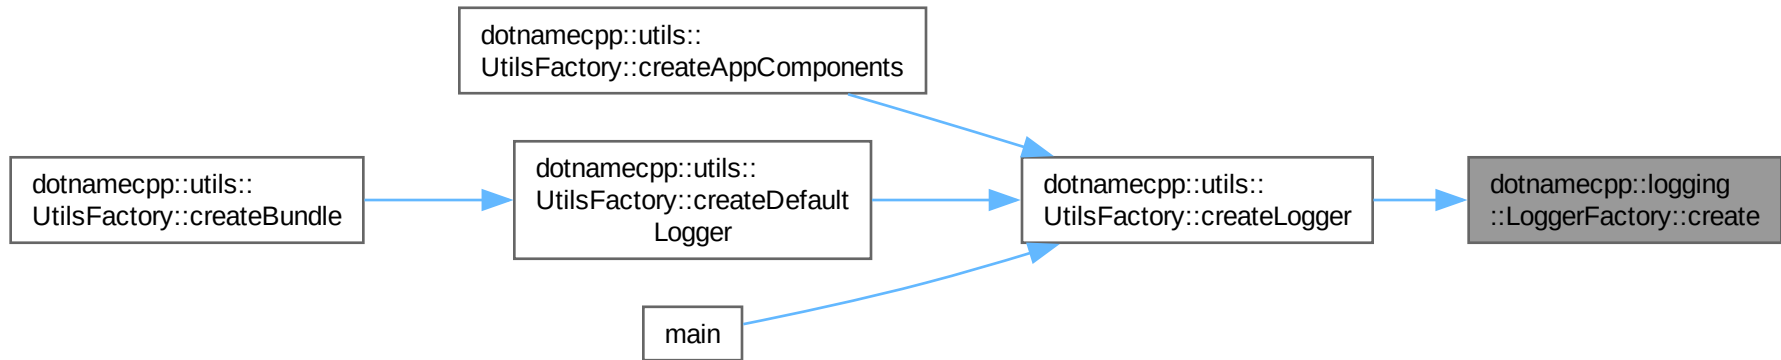 dotnamecpp::utils::
UtilsFactory::createAppComponents
dotnamecpp::utils::
UtilsFactory::createBundle
dotnamecpp::utils::
UtilsFactory::createDefault
Logger
dotnamecpp::utils::
UtilsFactory::createLogger
dotnamecpp::logging
::LoggerFactory::create
main